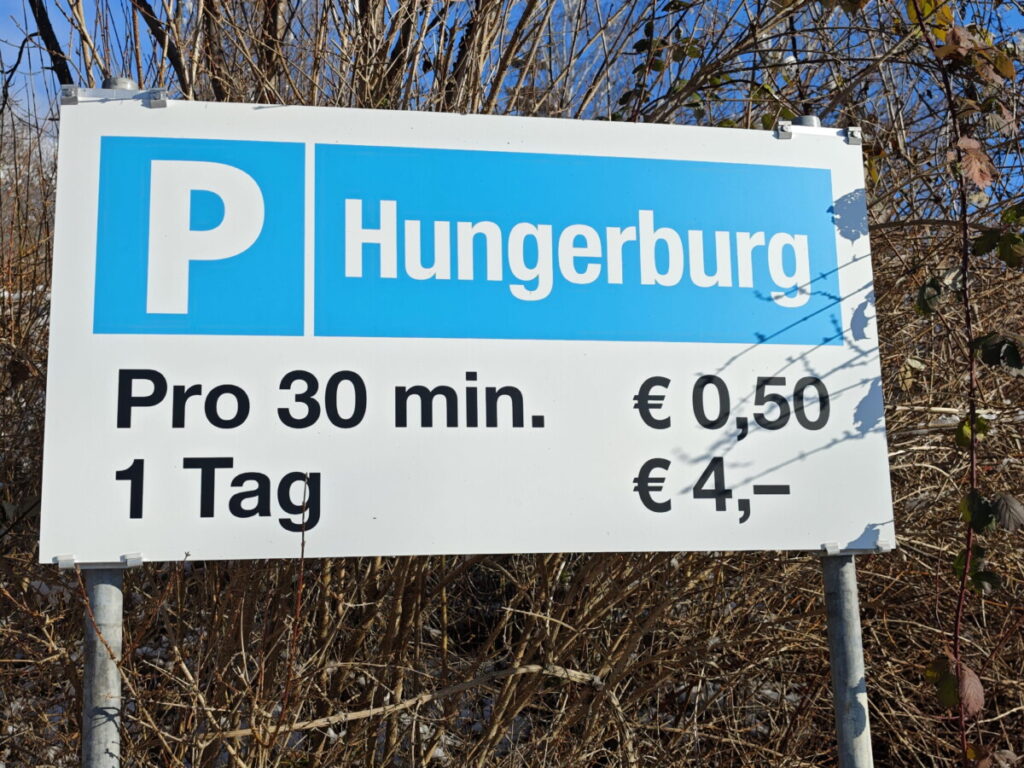 P Hungerburg
Pro 30 min. € 0,50
1 Tag € 4,–